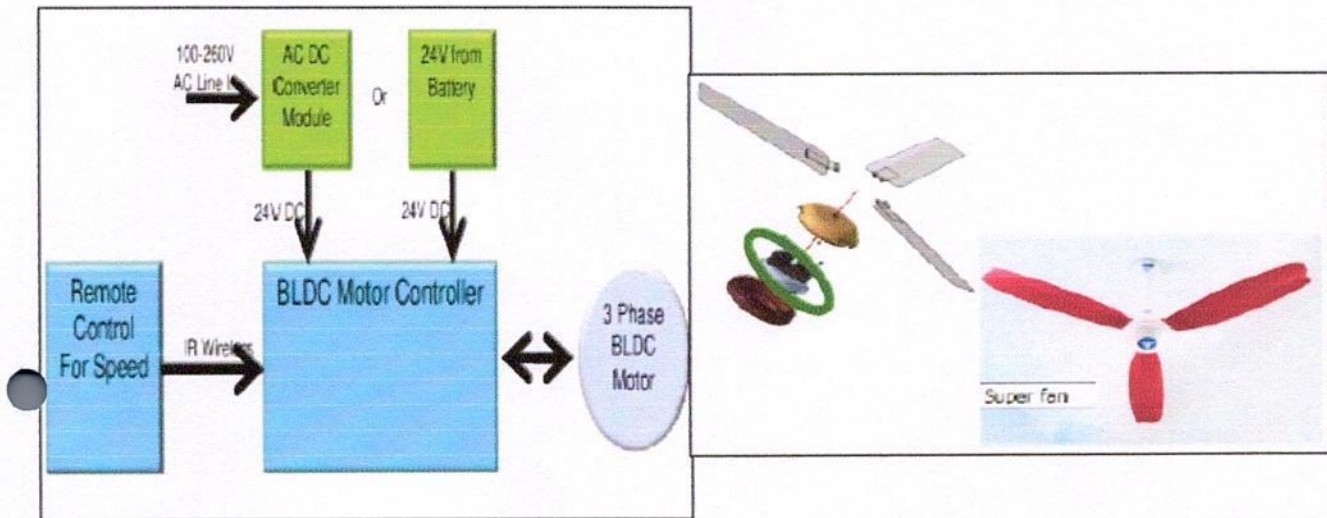 100-260V
AC Line I
AC DC
Converter
Module
Or
24V from
Battery
24V DC
24V DC
Remote
Control
For Speed
IR Wireless
BLDC Motor Controller
3 Phase
BLDC
Motor
Super fan